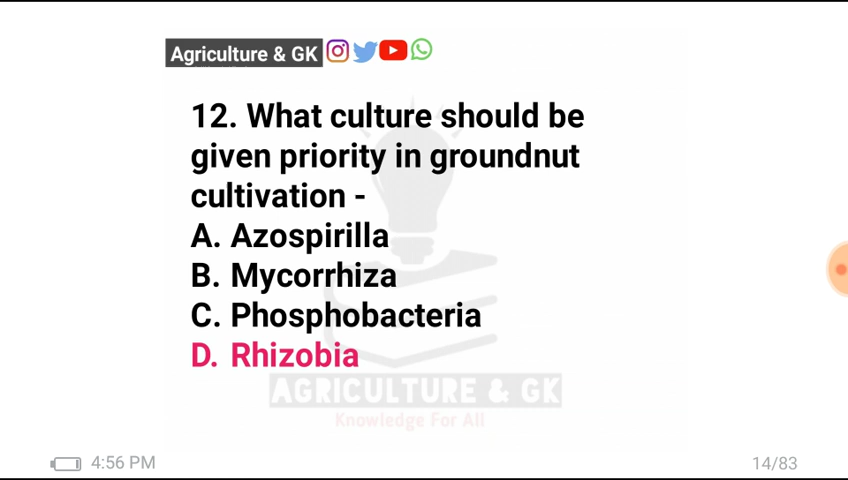 Agriculture & GK
12. What culture should be
given priority in groundnut
cultivation -
A. Azospirilla
B. Mycorrhiza
C. Phosphobacteria
D. Rhizobia
AGRICULTURE & GK
Knowledge For All
4:56 PM
14/83